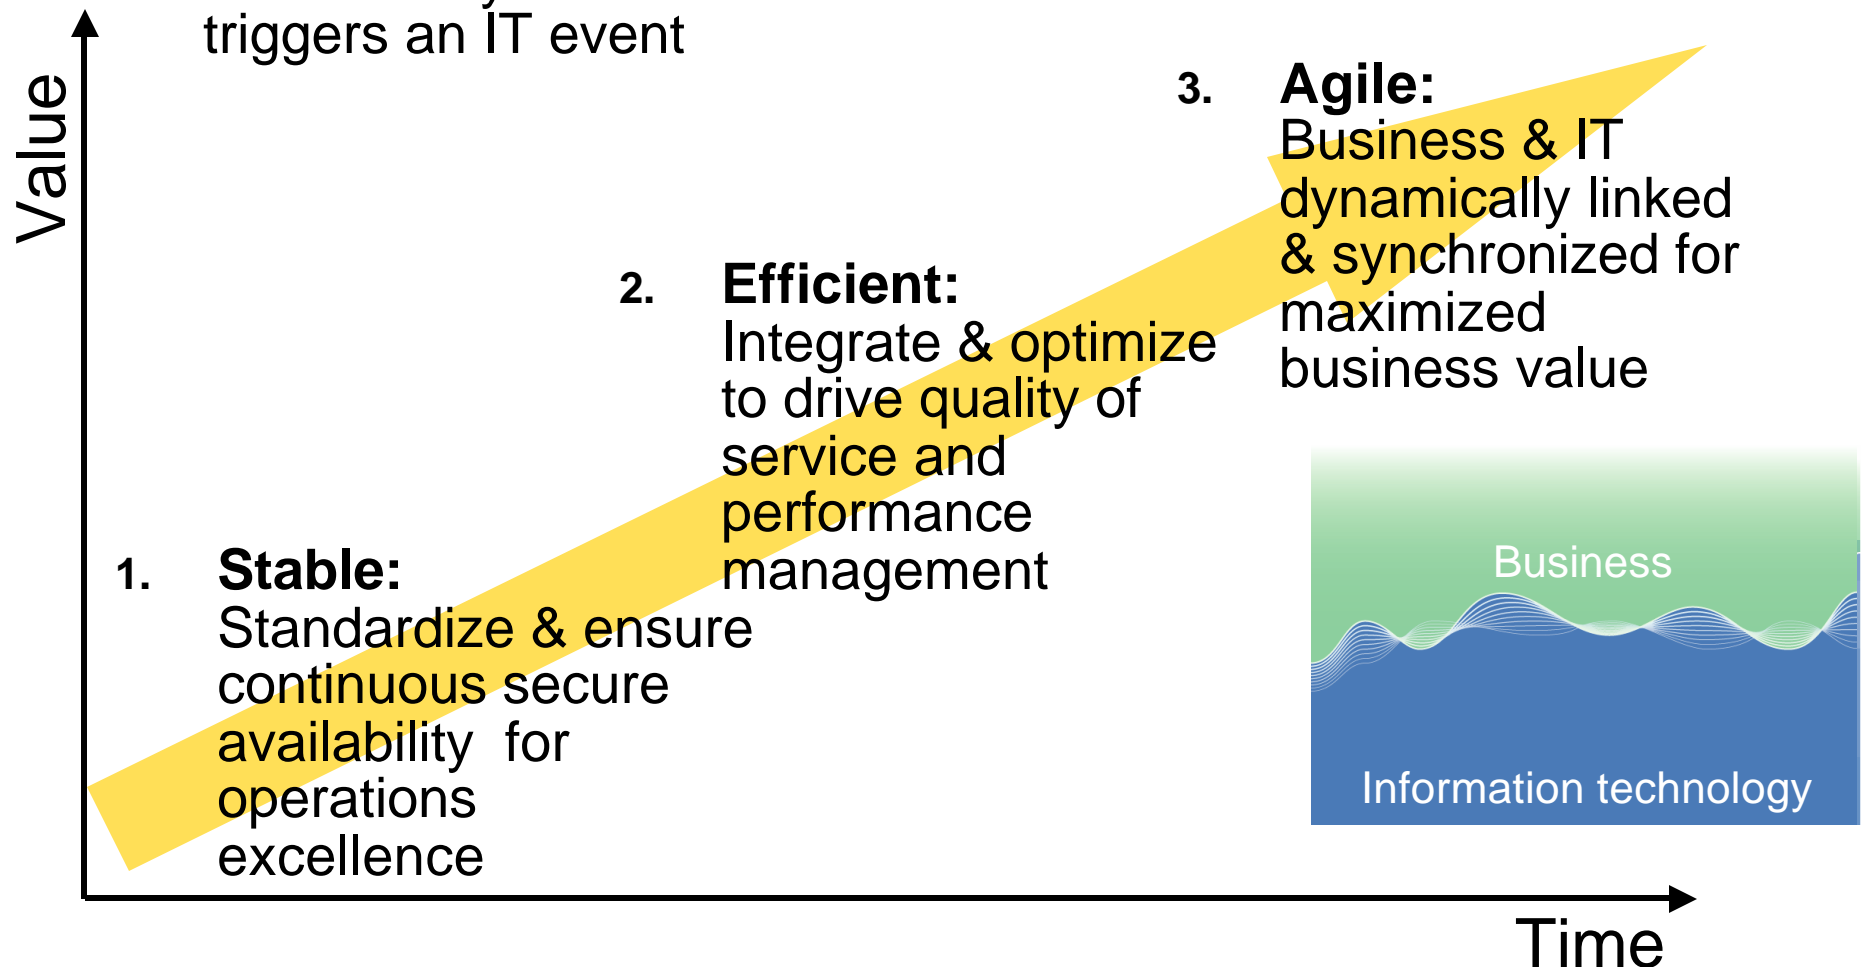 triggers an IT event
Value
3. Agile:
Business & IT
dynamically linked
& synchronized for
maximized
business value
2. Efficient:
Integrate & optimize
to drive quality of
service and
performance
management
1. Stable:
Standardize & ensure
continuous secure
availability for
operations
excellence
Business
Information technology
Time